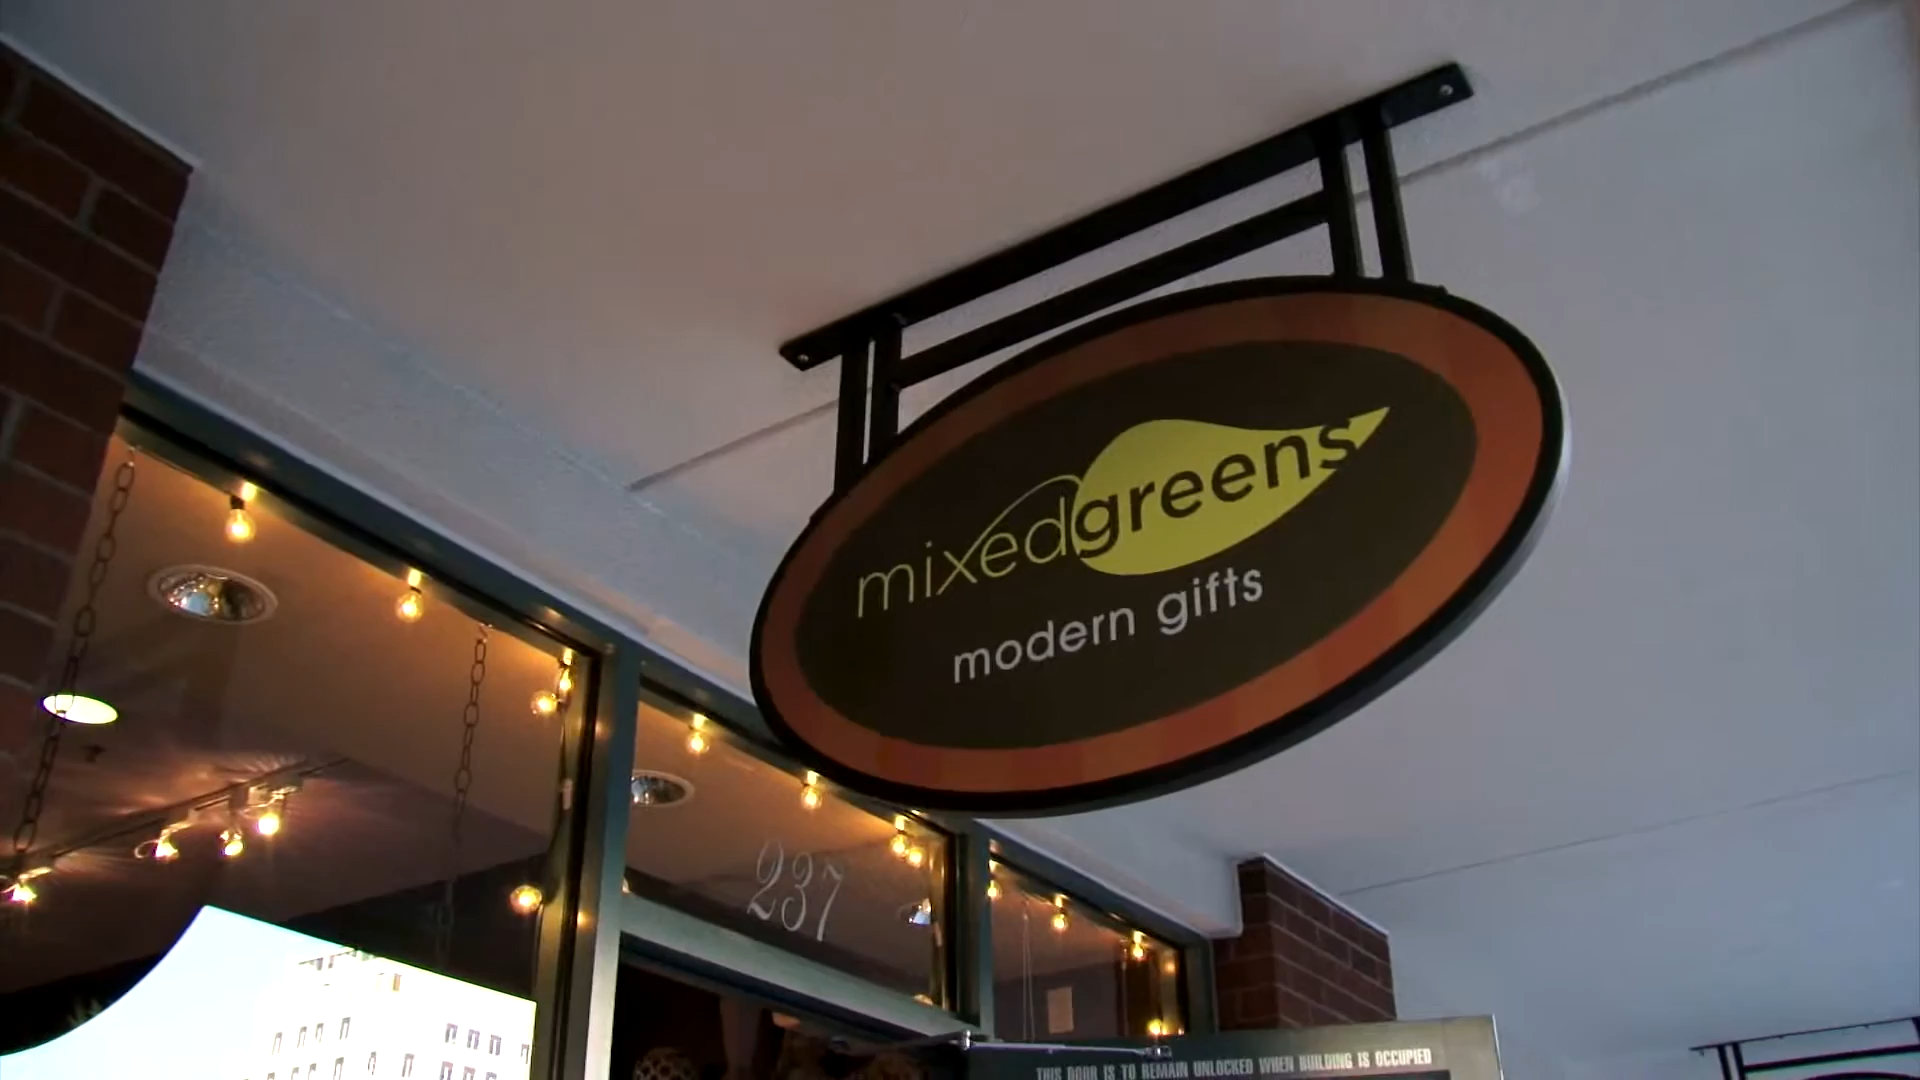 mixedgreens
modern gifts
237
THIS DOOR IS TO REMAIN UNLOCKED WHEN BUILDING IS OCCUPIED